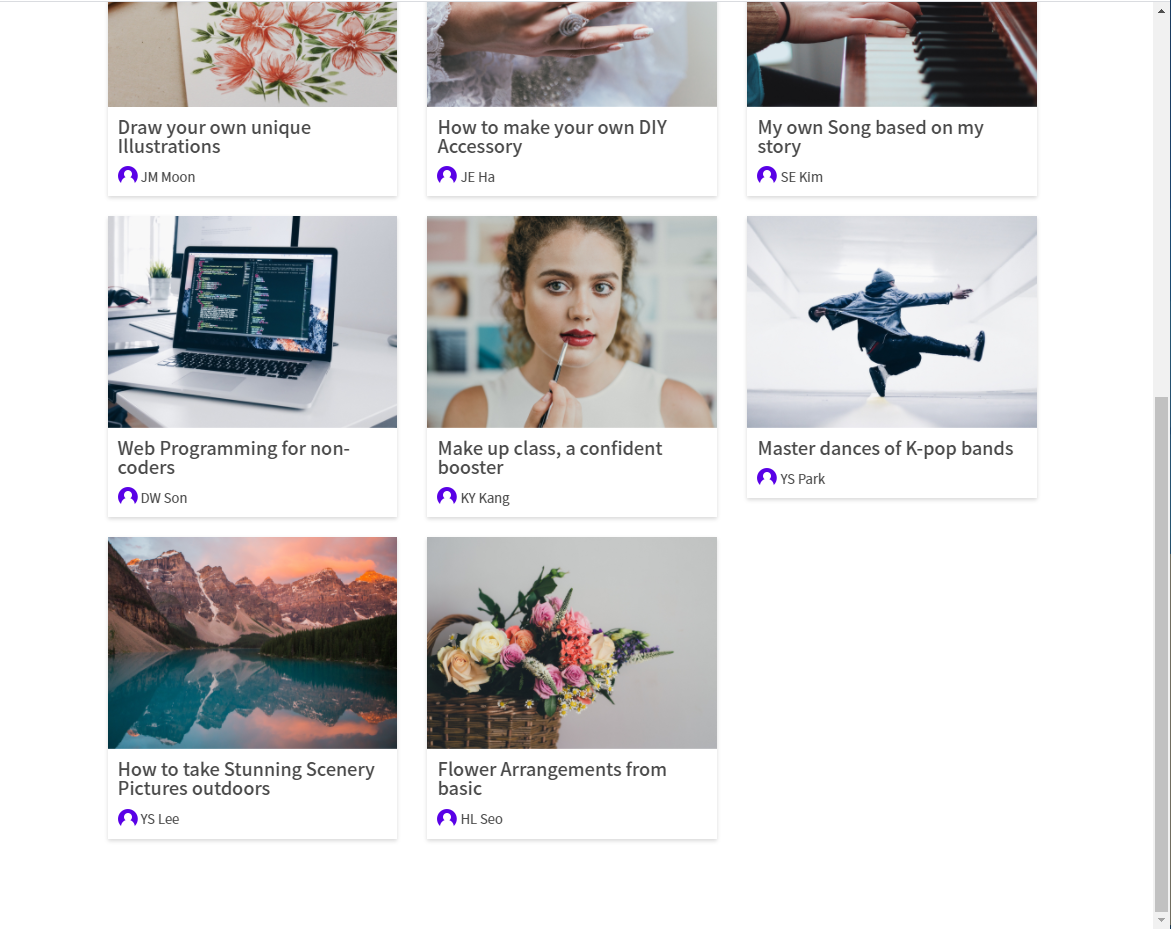 Draw your own unique
Illustrations
JM Moon
How to make your own DIY
Accessory
JE Ha
My own Song based on my
story
SE Kim
Web Programming for non-
coders
DW Son
Make up class, a confident
booster
KY Kang
Master dances of K-pop bands
YS Park
How to take Stunning Scenery
Pictures outdoors
YS Lee
Flower Arrangements from
basic
HL Seo